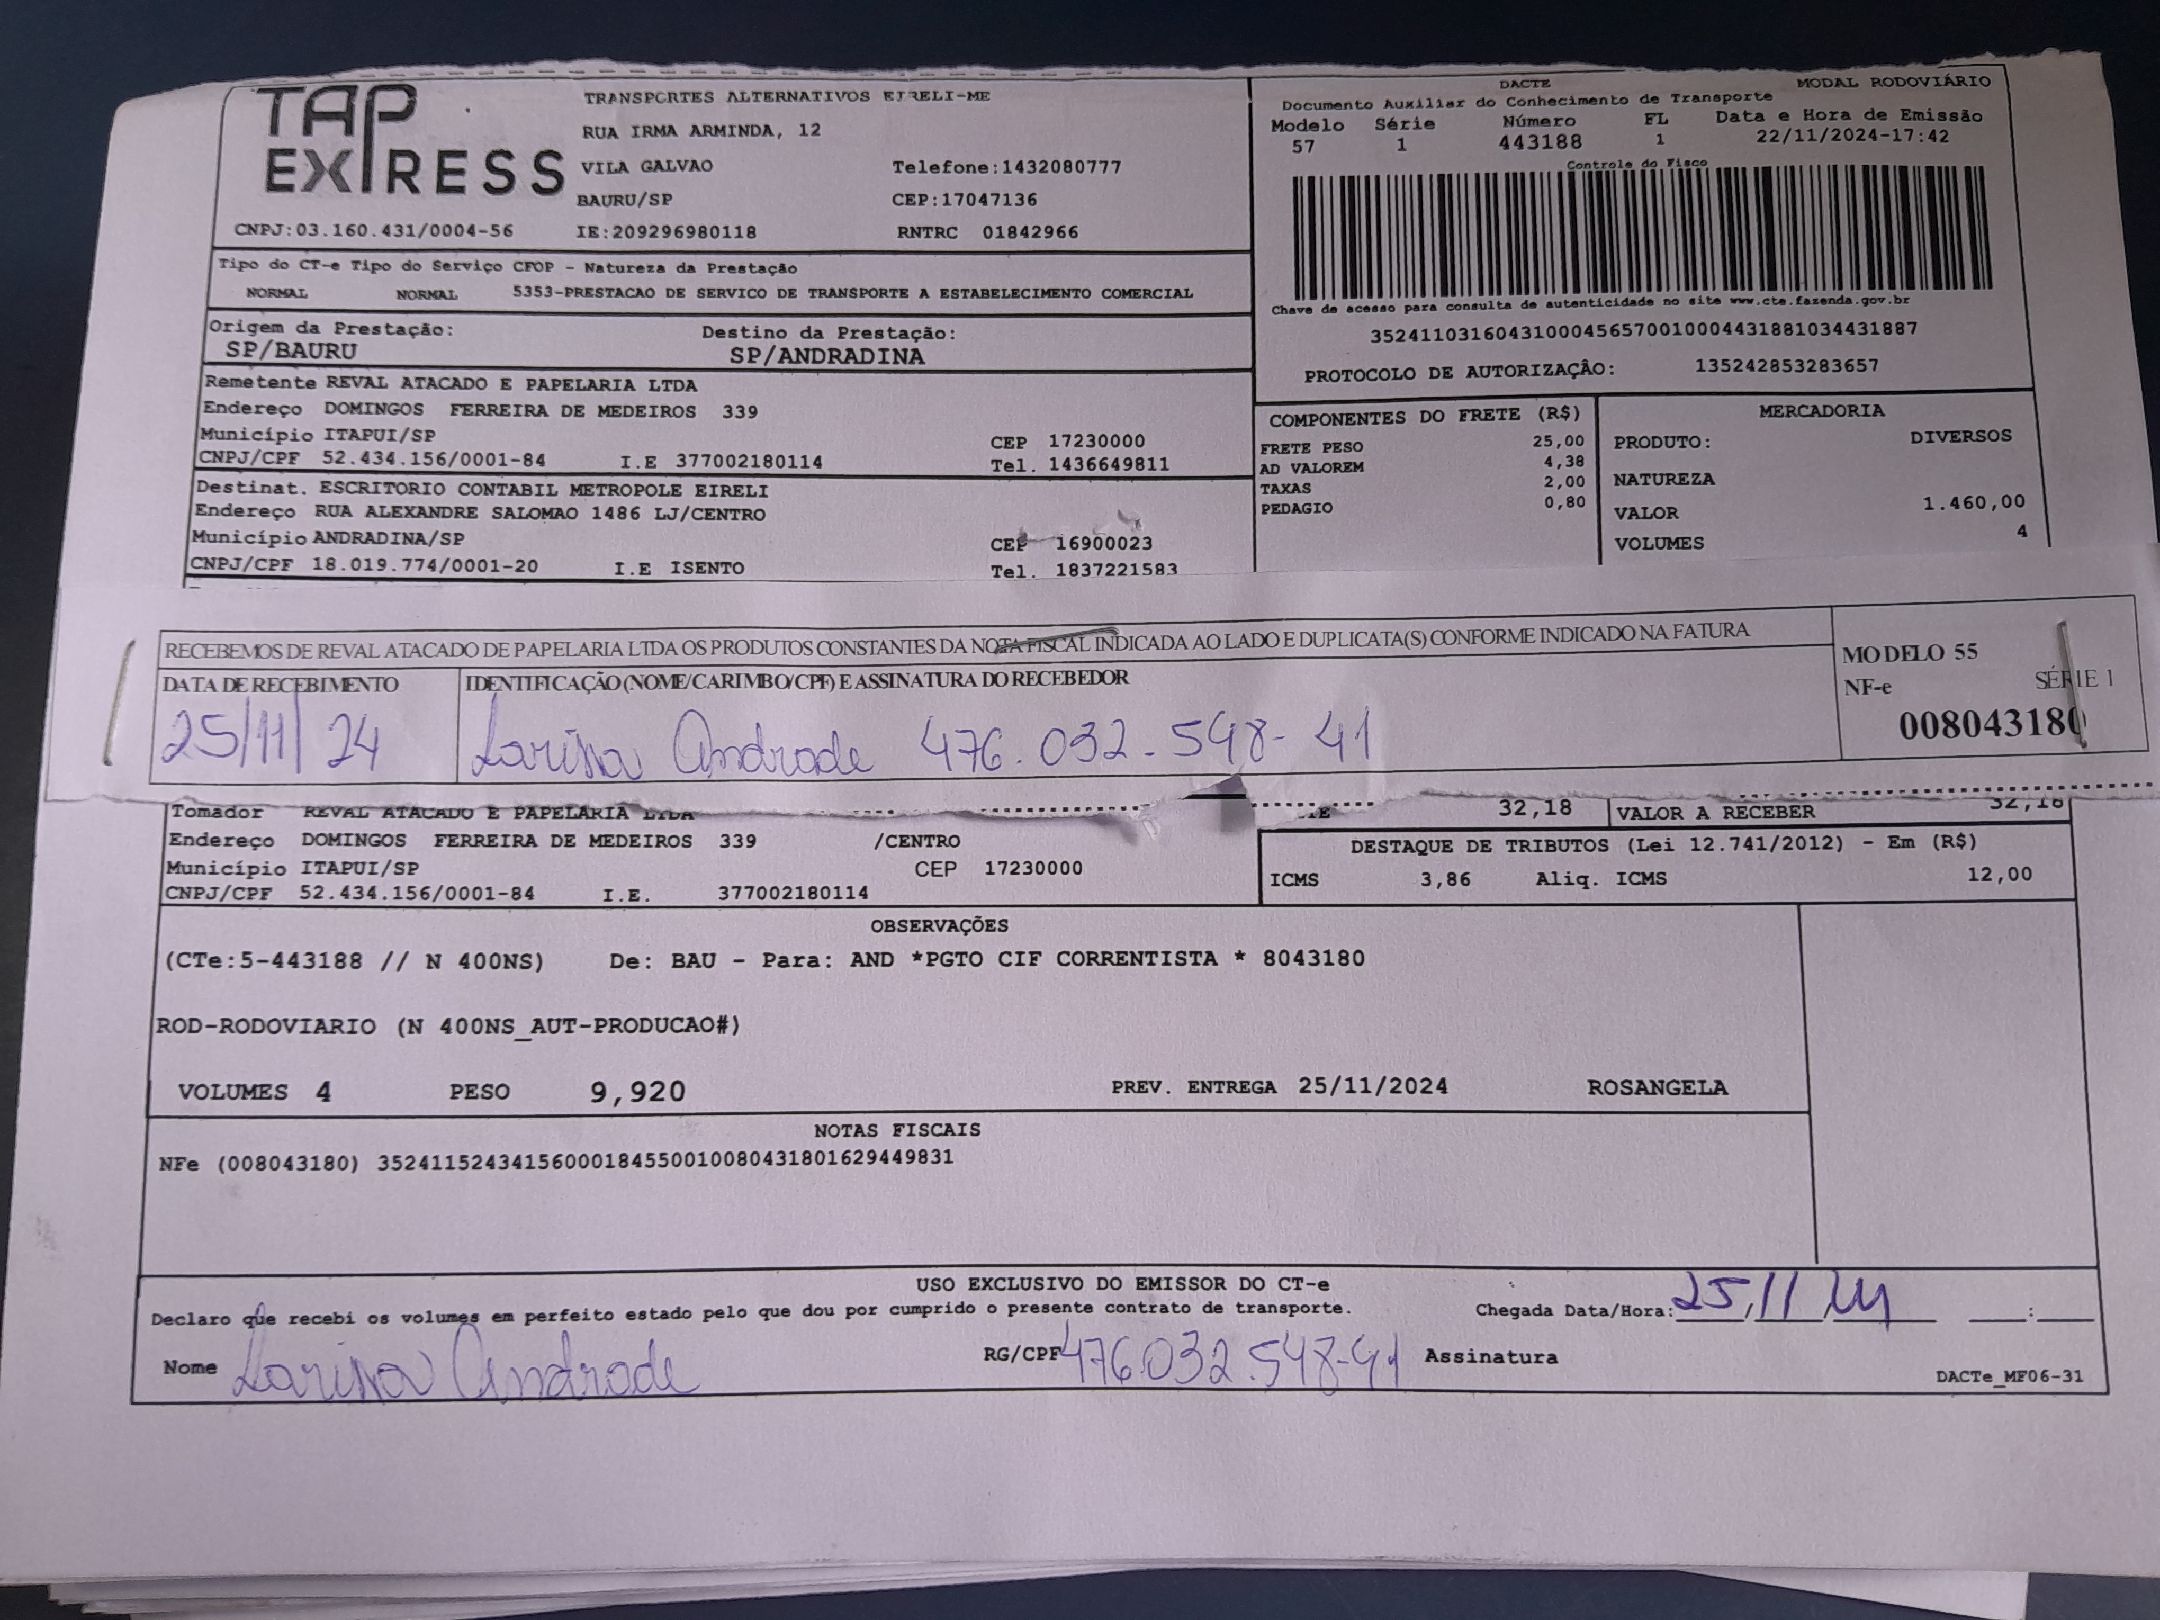 TAP EXPRESS
TRANSPORTES ALTERNATIVOS EIRELI-ME
RUA IRMA ARMINDA, 12
VILA GALVAO Telefone:1432080777
BAURU/SP CEP:17047136
CNPJ:03.160.431/0004-56 IE:209296980118 RNTRC 01842966
DACTE MODAL RODOVIÁRIO
Documento Auxiliar do Conhecimento de Transporte
Modelo Série Número FL Data e Hora de Emissão
57 1 443188 1 22/11/2024-17:42
Controle do Fisco
Chave de acesso para consulta de autenticidade no site www.cte.fazenda.gov.br
35241103160431000456570010004431881034431887
PROTOCOLO DE AUTORIZAÇÂO: 135242853283657
Tipo do CT-e Tipo do Serviço CFOP - Natureza da Prestação
NORMAL NORMAL 5353-PRESTACAO DE SERVICO DE TRANSPORTE A ESTABELECIMENTO COMERCIAL
Origem da Prestação: Destino da Prestação:
SP/BAURU SP/ANDRADINA
Remetente REVAL ATACADO E PAPELARIA LTDA
Endereço DOMINGOS FERREIRA DE MEDEIROS 339
Município ITAPUI/SP CEP 17230000
CNPJ/CPF 52.434.156/0001-84 I.E 377002180114 Tel. 1436649811
Destinat. ESCRITORIO CONTABIL METROPOLE EIRELI
Endereço RUA ALEXANDRE SALOMAO 1486 LJ/CENTRO
Município ANDRADINA/SP CEP 16900023
CNPJ/CPF 18.019.774/0001-20 I.E ISENTO Tel. 1837221583
COMPONENTES DO FRETE (R$)
FRETE PESO 25,00
AD VALOREM 4,38
TAXAS 2,00
PEDAGIO 0,80
MERCADORIA
PRODUTO: DIVERSOS
NATUREZA
VALOR 1.460,00
VOLUMES 4
RECEBEMOS DE REVAL ATACADO DE PAPELARIA LTDA OS PRODUTOS CONSTANTES DA NOTA FISCAL INDICADA AO LADO E DUPLICATA(S) CONFORME INDICADO NA FATURA
DATA DE RECEBIMENTO IDENTIFICAÇÃO (NOME/CARIMBO/CPF) E ASSINATURA DO RECEBEDOR
25/11/24 Larissa Andrade 476.032.548-41
MODELO 55
NF-e SÉRIE 1
008043180
Tomador REVAL ATACADO E PAPELARIA LTDA
Endereço DOMINGOS FERREIRA DE MEDEIROS 339 /CENTRO
Município ITAPUI/SP CEP 17230000
CNPJ/CPF 52.434.156/0001-84 I.E. 377002180114
32,18 VALOR A RECEBER 32,18
DESTAQUE DE TRIBUTOS (Lei 12.741/2012) - Em (R$)
ICMS 3,86 Aliq. ICMS 12,00
OBSERVAÇÕES
(CTe:5-443188 // N 400NS) De: BAU - Para: AND *PGTO CIF CORRENTISTA * 8043180
ROD-RODOVIARIO (N 400NS_AUT-PRODUCAO#)
VOLUMES 4 PESO 9,920 PREV. ENTREGA 25/11/2024 ROSANGELA
NOTAS FISCAIS
NFe (008043180) 35241152434156000184550010080431801629449831
USO EXCLUSIVO DO EMISSOR DO CT-e
Declaro que recebi os volumes em perfeito estado pelo que dou por cumprido o presente contrato de transporte. Chegada Data/Hora: 25/11/24 :
Nome Larissa Andrade RG/CPF 476.032.548-41 Assinatura
DACTe_MF06-31